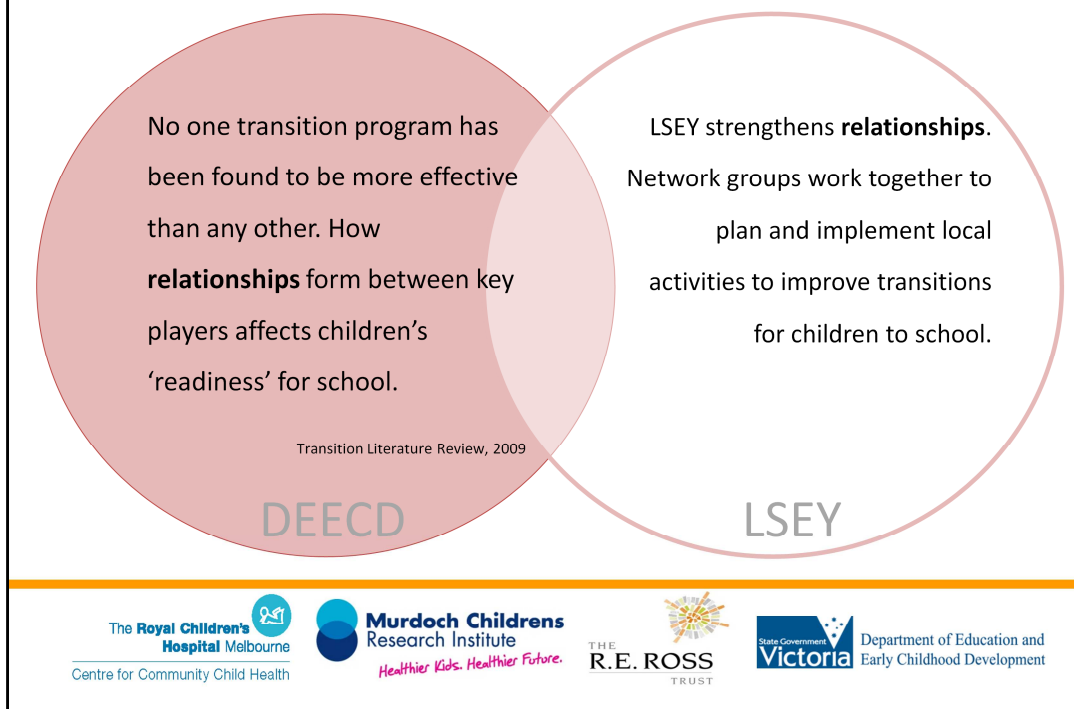 No one transition program has
been found to be more effective
than any other. How
relationships form between key
players affects children’s
‘readiness’ for school.
Transition Literature Review, 2009
DEECD
LSEY strengthens relationships.
Network groups work together to
plan and implement local
activities to improve transitions
for children to school.
LSEY
The Royal Children's
Hospital Melbourne
Centre for Community Child Health
Murdoch Childrens
Research Institute
Healthier Kids. Healthier Future.
THE
R.E. ROSS
TRUST
State Government
Victoria
Department of Education and
Early Childhood Development